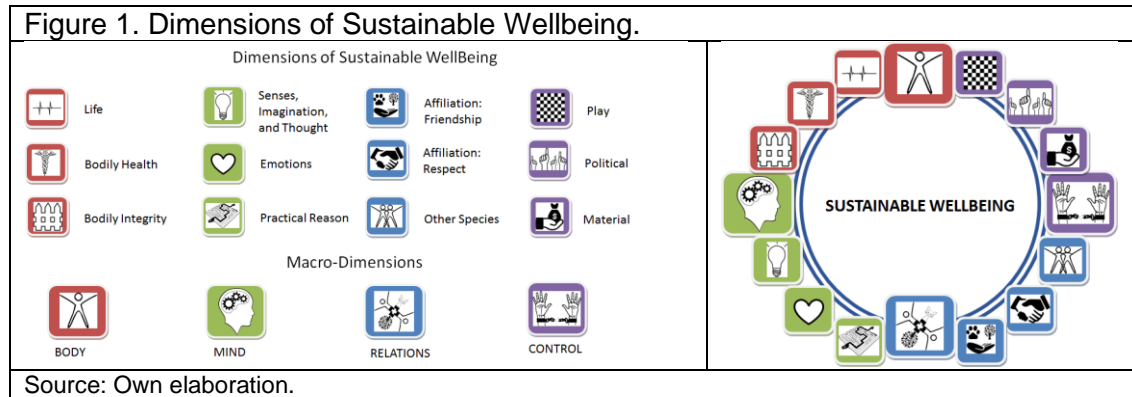 Figure 1. Dimensions of Sustainable Wellbeing.
Dimensions of Sustainable WellBeing
Life
Senses,
Imagination,
and Thought
Affiliation:
Friendship
Play
Bodily Health
Emotions
Affiliation:
Respect
Political
Bodily Integrity
Practical Reason
Other Species
Material
Macro-Dimensions
BODY
MIND
RELATIONS
CONTROL
SUSTAINABLE WELLBEING
Source: Own elaboration.